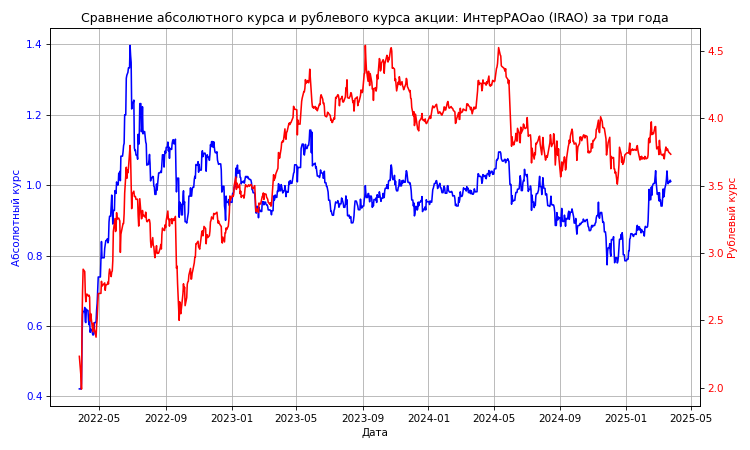 Сравнение абсолютного курса и рублевого курса акции: ИнтерРАОао (IRAO) за три года
1.4
1.2
1.0
0.8
0.6
0.4
Абсолютный курс
4.5
4.0
3.5
3.0
2.5
2.0
Рублевый курс
2022-05 2022-09 2023-01 2023-05 2023-09 2024-01 2024-05 2024-09 2025-01 2025-05
Дата